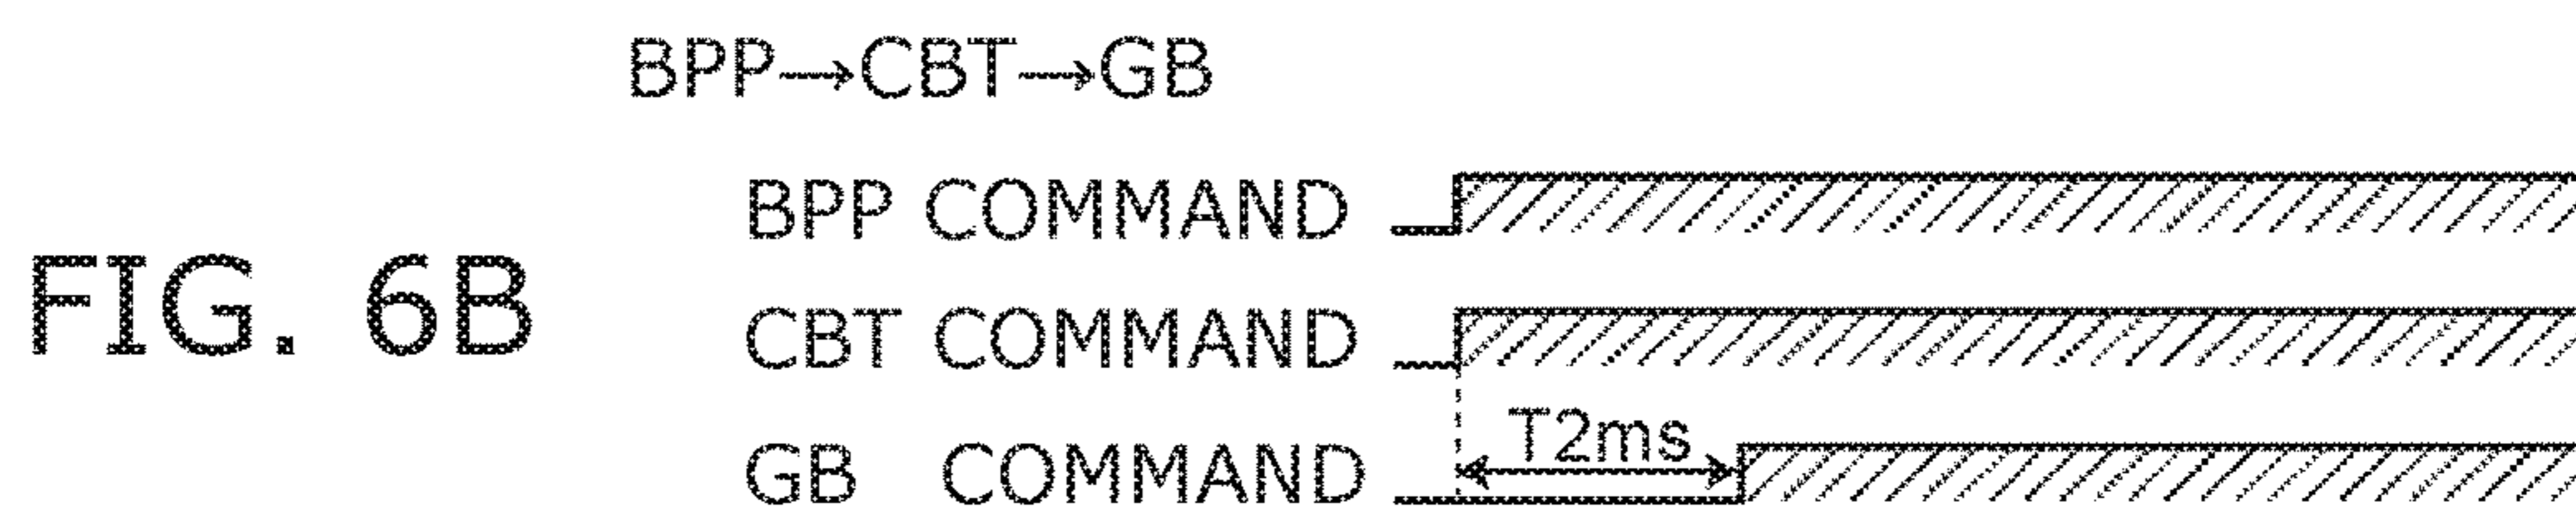 BPP→CBT→GB
BPP COMMAND
FIG. 6B
CBT COMMAND
T2ms
GB COMMAND